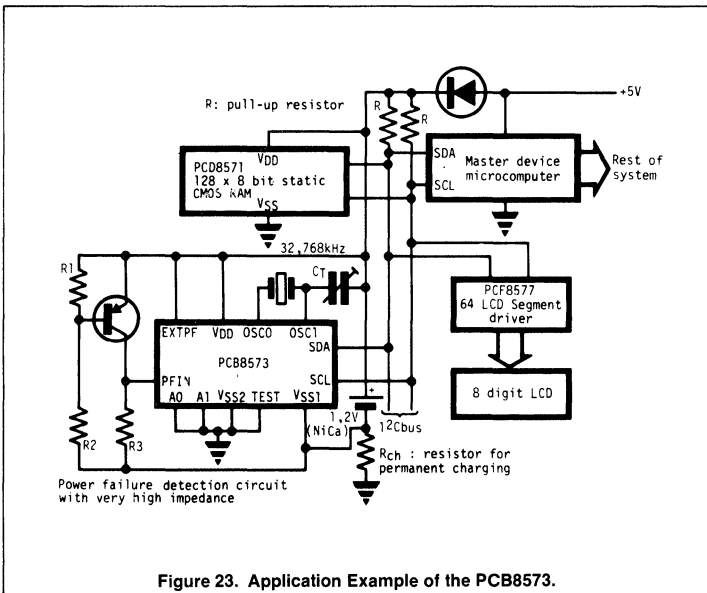 +5V
R: pull-up resistor
R
R
PCD8571
VDD
128 x 8 bit static
CMOS RAM
VSS
SDA
SCL
Master device
microcomputer
Rest of
system
32,768kHz
CT
R1
EXTPF VDD OSC0 OSC1
SDA
PCB8573
SCL
PFIN
A0 A1 VSS2 TEST VSS1
R2
R3
PCF8577
64 LCD Segment
driver
8 digit LCD
+
1,2V
(NiCa)
I2Cbus
Rch : resistor for
permanent charging
Power failure detection circuit
with very high impedance
Figure 23. Application Example of the PCB8573.